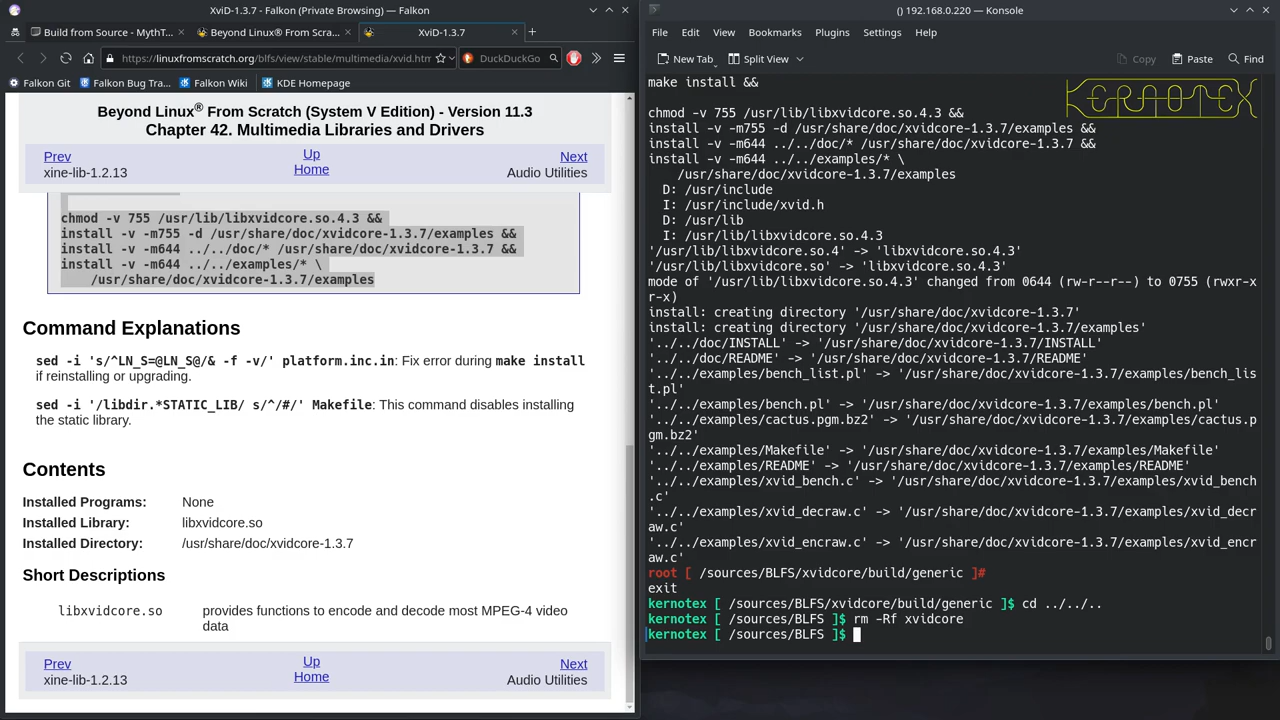 XviD-1.3.7 - Falkon (Private Browsing) — Falkon
Build from Source - MythT...
Beyond Linux® From Scra...
XviD-1.3.7
https://linuxfromscratch.org/blfs/view/stable/multimedia/xvid.htm
DuckDuckGo
Falkon Git
Falkon Bug Tra...
Falkon Wiki
KDE Homepage
Beyond Linux® From Scratch (System V Edition) - Version 11.3
Chapter 42. Multimedia Libraries and Drivers
Prev
Up
Next
xine-lib-1.2.13
Home
Audio Utilities
chmod -v 755 /usr/lib/libxvidcore.so.4.3 &&
install -v -m755 -d /usr/share/doc/xvidcore-1.3.7/examples &&
install -v -m644 ../../doc/* /usr/share/doc/xvidcore-1.3.7 &&
install -v -m644 ../../examples/* \
/usr/share/doc/xvidcore-1.3.7/examples
Command Explanations
sed -i 's/^LN_S=@LN_S@/& -f -v/' platform.inc.in: Fix error during make install
if reinstalling or upgrading.
sed -i '/libdir.*STATIC_LIB/ s/^/#/' Makefile: This command disables installing
the static library.
Contents
Installed Programs: None
Installed Library: libxvidcore.so
Installed Directory: /usr/share/doc/xvidcore-1.3.7
Short Descriptions
libxvidcore.so provides functions to encode and decode most MPEG-4 video
data
Prev
Up
Next
xine-lib-1.2.13
Home
Audio Utilities
() 192.168.0.220 — Konsole
File Edit View Bookmarks Plugins Settings Help
New Tab
Split View
Copy
Paste
Find
KERNOTEX
make install &&
chmod -v 755 /usr/lib/libxvidcore.so.4.3 &&
install -v -m755 -d /usr/share/doc/xvidcore-1.3.7/examples &&
install -v -m644 ../../doc/* /usr/share/doc/xvidcore-1.3.7 &&
install -v -m644 ../../examples/* \
/usr/share/doc/xvidcore-1.3.7/examples
D: /usr/include
I: /usr/include/xvid.h
D: /usr/lib
I: /usr/lib/libxvidcore.so.4.3
'/usr/lib/libxvidcore.so.4' -> 'libxvidcore.so.4.3'
'/usr/lib/libxvidcore.so' -> 'libxvidcore.so.4.3'
mode of '/usr/lib/libxvidcore.so.4.3' changed from 0644 (rw-r--r--) to 0755 (rwxr-x
r-x)
install: creating directory '/usr/share/doc/xvidcore-1.3.7'
install: creating directory '/usr/share/doc/xvidcore-1.3.7/examples'
'../../doc/INSTALL' -> '/usr/share/doc/xvidcore-1.3.7/INSTALL'
'../../doc/README' -> '/usr/share/doc/xvidcore-1.3.7/README'
'../../examples/bench_list.pl' -> '/usr/share/doc/xvidcore-1.3.7/examples/bench_lis
t.pl'
'../../examples/bench.pl' -> '/usr/share/doc/xvidcore-1.3.7/examples/bench.pl'
'../../examples/cactus.pgm.bz2' -> '/usr/share/doc/xvidcore-1.3.7/examples/cactus.p
gm.bz2'
'../../examples/Makefile' -> '/usr/share/doc/xvidcore-1.3.7/examples/Makefile'
'../../examples/README' -> '/usr/share/doc/xvidcore-1.3.7/examples/README'
'../../examples/xvid_bench.c' -> '/usr/share/doc/xvidcore-1.3.7/examples/xvid_bench
.c'
'../../examples/xvid_decraw.c' -> '/usr/share/doc/xvidcore-1.3.7/examples/xvid_decr
aw.c'
'../../examples/xvid_encraw.c' -> '/usr/share/doc/xvidcore-1.3.7/examples/xvid_encr
aw.c'
root [ /sources/BLFS/xvidcore/build/generic ]#
exit
kernotex [ /sources/BLFS/xvidcore/build/generic ]$ cd ../../..
kernotex [ /sources/BLFS ]$ rm -Rf xvidcore
kernotex [ /sources/BLFS ]$